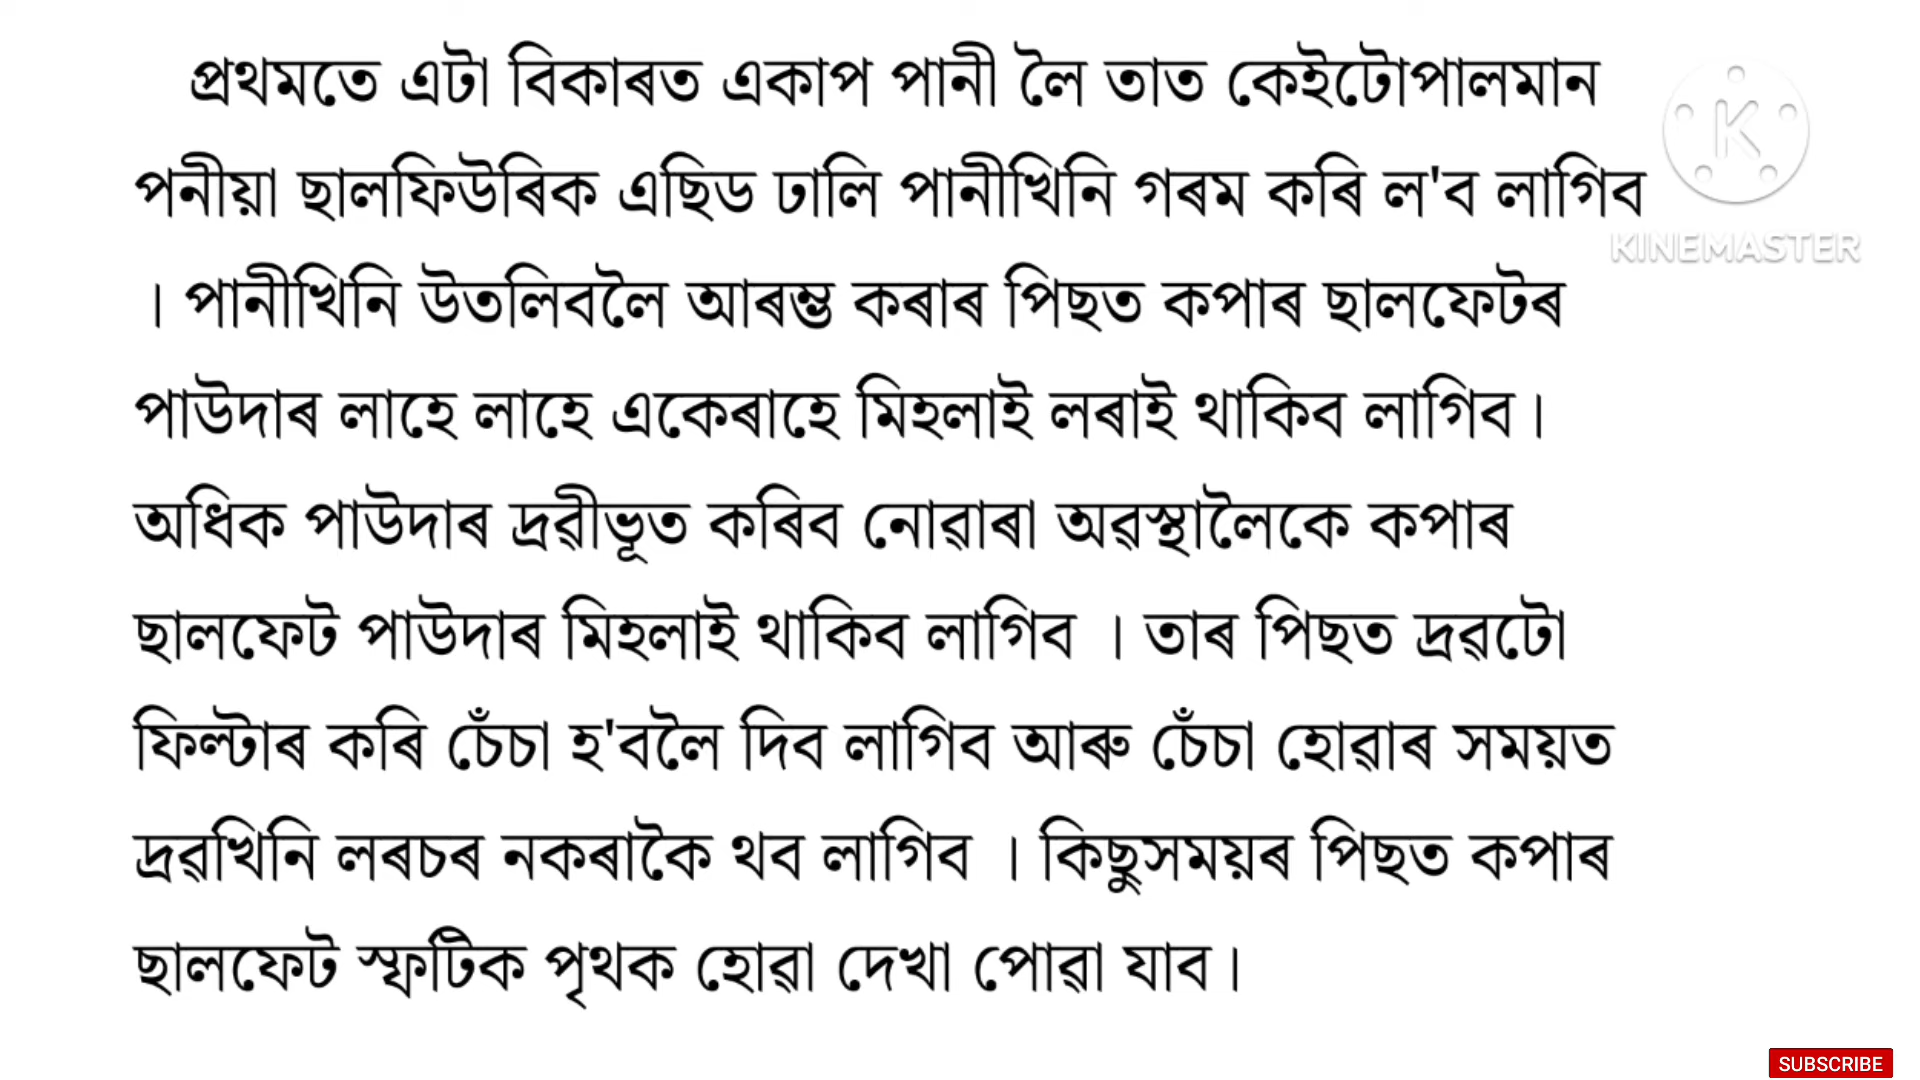 প্ৰথমতে এটা বিকাৰত একাপ পানী লৈ তাত কেইটোপালমান
পনীয়া ছালফিউৰিক এছিড ঢালি পানীখিনি গৰম কৰি ল'ব লাগিব
। পানীখিনি উতলিবলৈ আৰম্ভ কৰাৰ পিছত কপাৰ ছালফেটৰ
পাউদাৰ লাহে লাহে একেৰাহে মিহলাই লৰাই থাকিব লাগিব।
অধিক পাউদাৰ দ্ৰৱীভূত কৰিব নোৱাৰা অৱস্থালৈকে কপাৰ
ছালফেট পাউদাৰ মিহলাই থাকিব লাগিব । তাৰ পিছত দ্ৰৱটো
ফিল্টাৰ কৰি চেঁচা হ'বলৈ দিব লাগিব আৰু চেঁচা হোৱাৰ সময়ত
দ্ৰৱখিনি লৰচৰ নকৰাকৈ থব লাগিব । কিছুসময়ৰ পিছত কপাৰ
ছালফেট স্ফটিক পৃথক হোৱা দেখা পোৱা যাব।
K
KINEMASTER
SUBSCRIBE